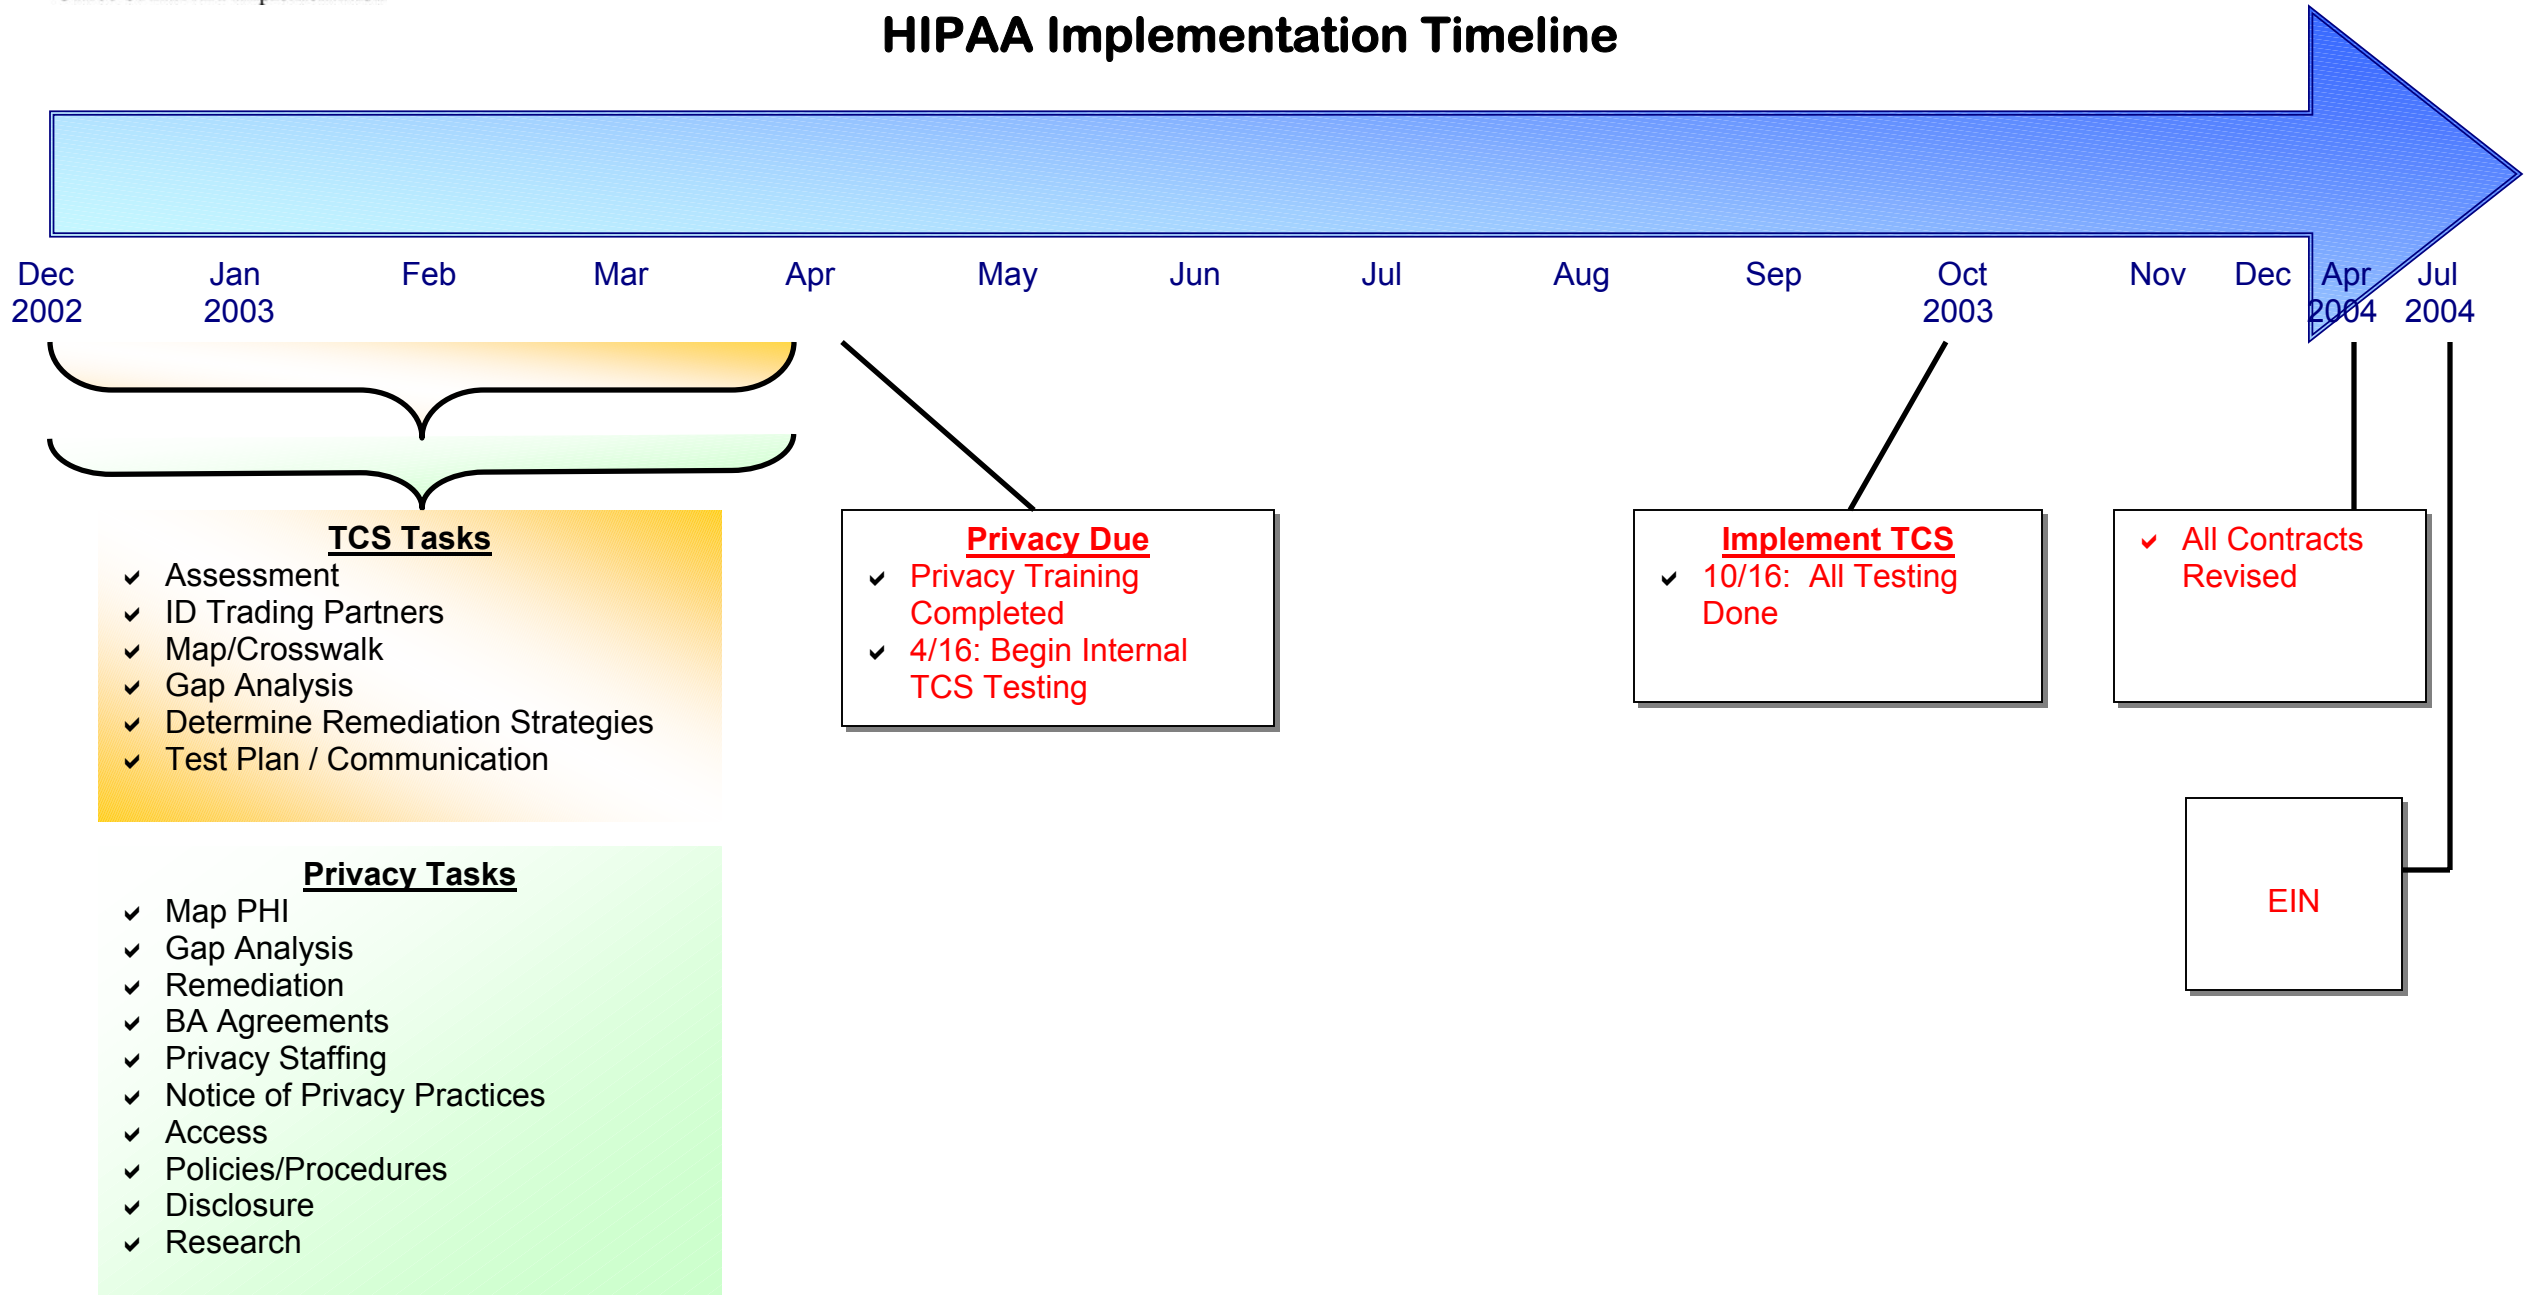 HIPAA Implementation Timeline
Dec Jan Feb Mar Apr May Jun Jul Aug Sep Oct Nov Dec Apr Jul
2002 2003 2003 2004 2004
TCS Tasks
Assessment
ID Trading Partners
Map/Crosswalk
Gap Analysis
Determine Remediation Strategies
Test Plan / Communication
Privacy Tasks
Map PHI
Gap Analysis
Remediation
BA Agreements
Privacy Staffing
Notice of Privacy Practices
Access
Policies/Procedures
Disclosure
Research
Privacy Due
Privacy Training
Completed
4/16: Begin Internal
TCS Testing
Implement TCS
10/16: All Testing
Done
All Contracts
Revised
EIN